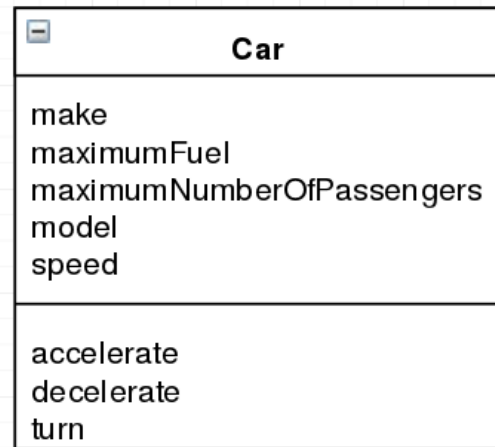 Car
make
maximumFuel
maximumNumberOfPassengers
model
speed
accelerate
decelerate
turn